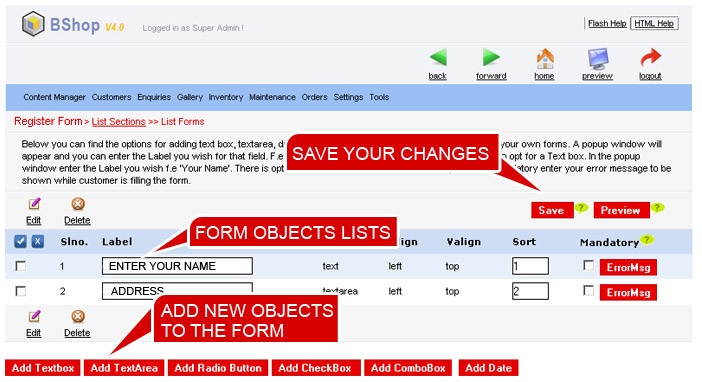 BShop V4.0
Logged in as Super Admin !
Flash Help HTML Help
back forward home preview logout
Content Manager Customers Enquiries Gallery Inventory Maintenance Orders Settings Tools
Register Form> List Sections >> List Forms
Below you can find the options for adding text box, textarea, d your own forms. A popup window will
appear and you can enter the Label you wish for that field. F.e opt for a Text box. In the popup
window enter the Label you wish f.e 'Your Name'. There is opt atory enter your error message to be
shown while customer is filling the form.
SAVE YOUR CHANGES
Edit Delete
Save ? Preview ?
FORM OBJECTS LISTS
Slno. Label Valign Sort Mandatory ?
1 ENTER YOUR NAME text left top 1 ErrorMsg
2 ADDRESS textarea left top 2 ErrorMsg
Edit Delete
ADD NEW OBJECTS
TO THE FORM
Add Textbox Add TextArea Add Radio Button Add CheckBox Add ComboBox Add Date